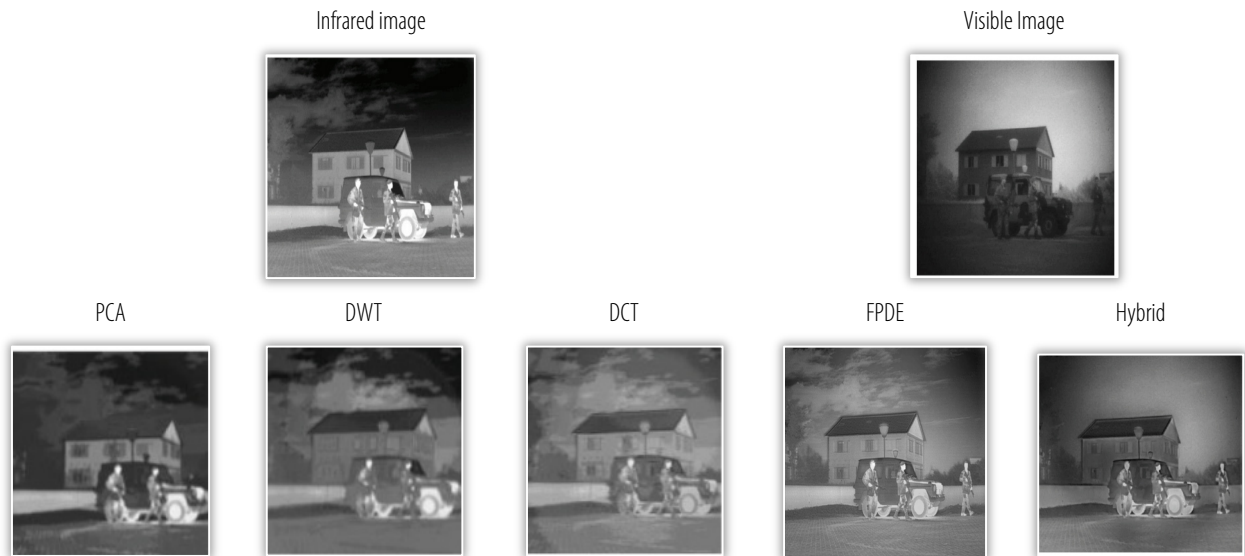 Infrared image
Visible Image
PCA
DWT
DCT
FPDE
Hybrid